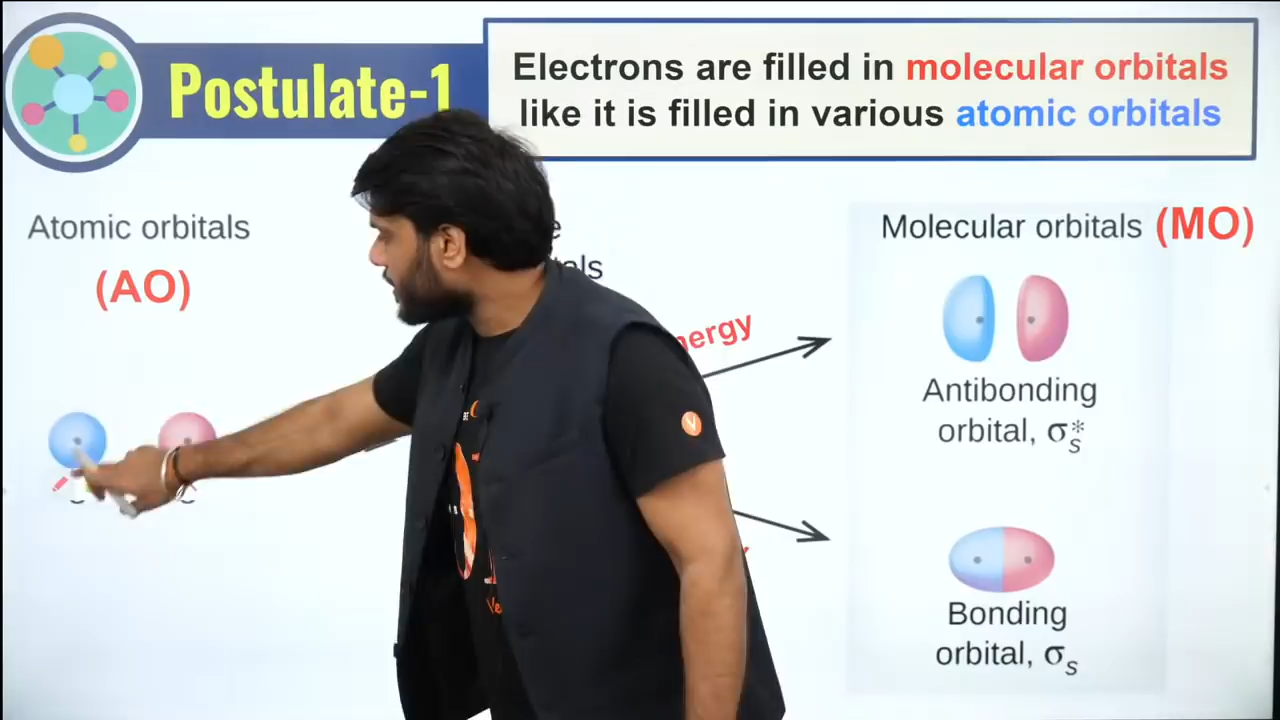 Postulate-1
Electrons are filled in molecular orbitals
like it is filled in various atomic orbitals
Atomic orbitals
(AO)
Molecular orbitals (MO)
Antibonding
orbital, σₛ*
Bonding
orbital, σₛ
V